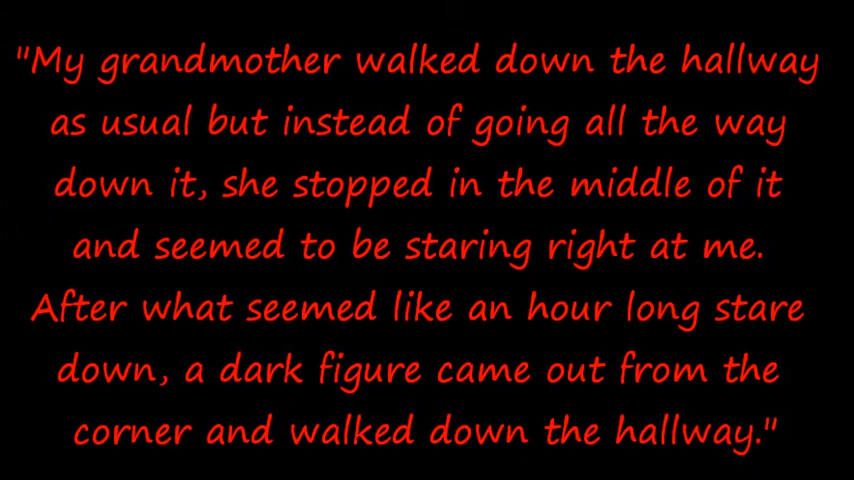 "My grandmother walked down the hallway
as usual but instead of going all the way
down it, she stopped in the middle of it
and seemed to be staring right at me.
After what seemed like an hour long stare
down, a dark figure came out from the
corner and walked down the hallway."